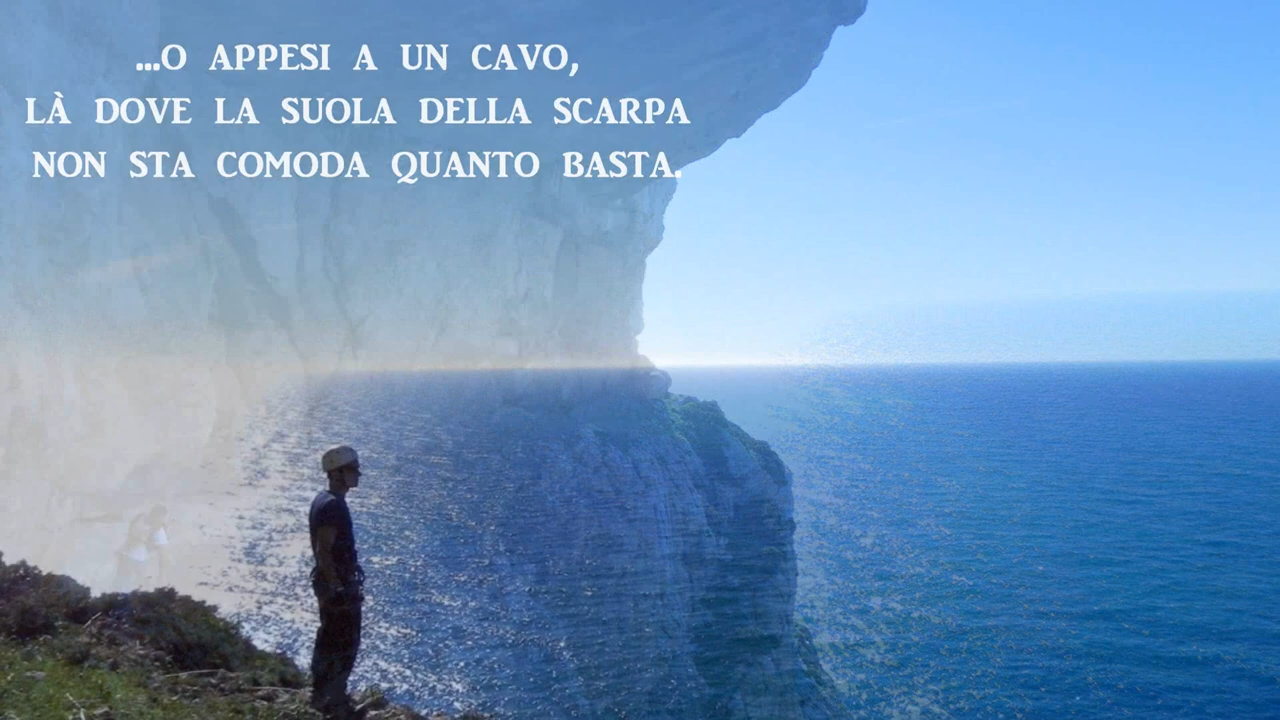 ...O APPESI A UN CAVO,
LÀ DOVE LA SUOLA DELLA SCARPA
NON STA COMODA QUANTO BASTA.